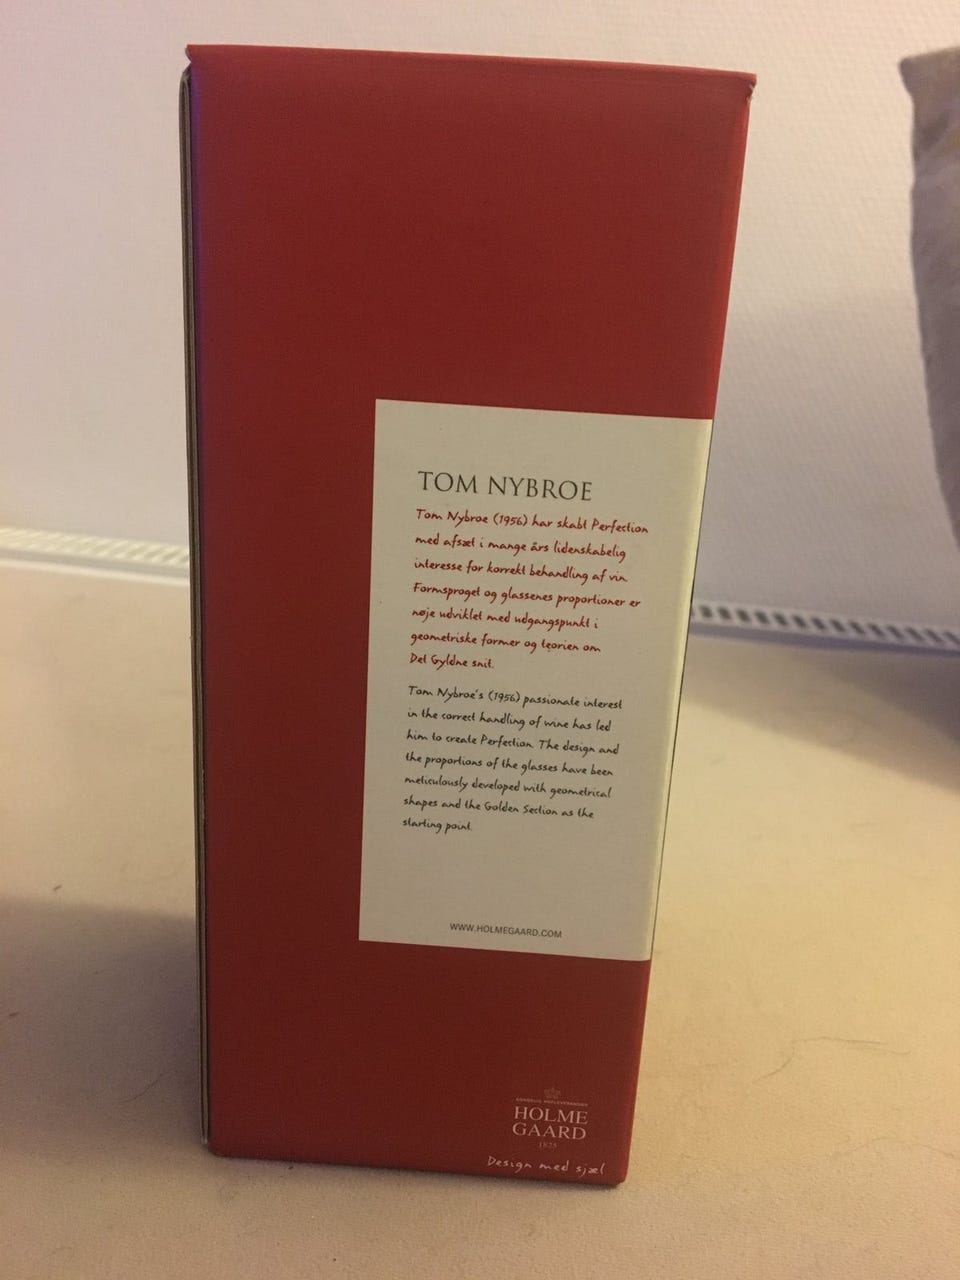 TOM NYBROE
Tom Nybroe (1956) har skabt Perfection
med afsæt i mange års lidenskabelig
interesse for korrekt behandling af vin.
Formsproget og glassenes proportioner er
nøje udviklet med udgangspunkt i
geometriske former og teorien om
Det Gyldne snit.
Tom Nybroe's (1956) passionate interest
in the correct handling of wine has led
him to create Perfection. The design and
the proportions of the glasses have been
meticulously developed with geometrical
shapes and the Golden Section as the
starting point.
WWW.HOLMEGAARD.COM
KONGELIG HOFLEVERANDØR
HOLME
GAARD
1825
Design med sjæl